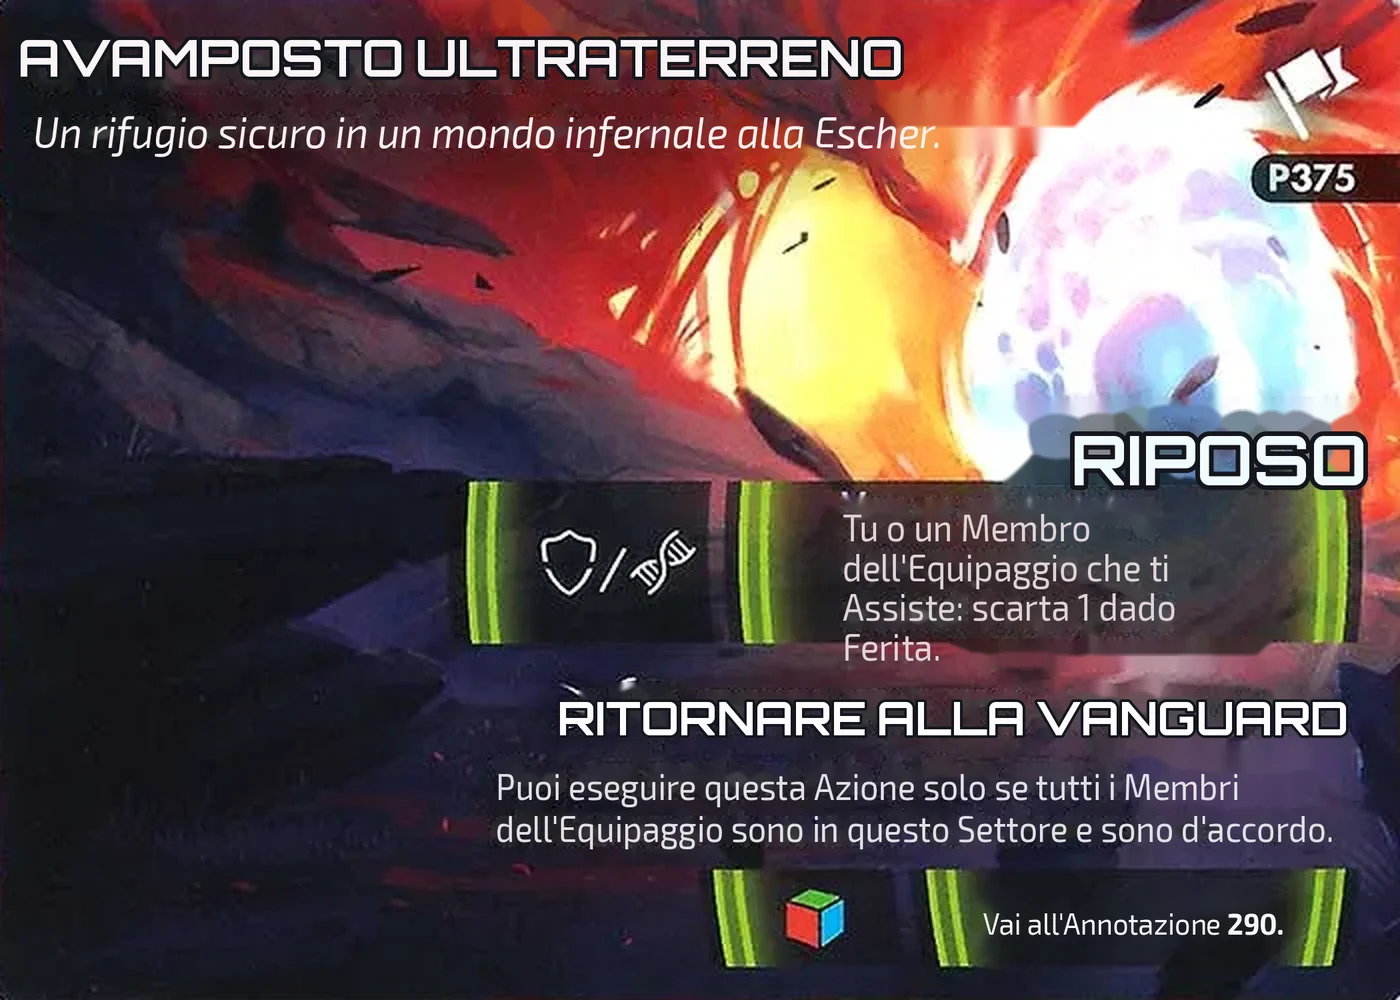 AVAMPOSTO ULTRATERRENO
Un rifugio sicuro in un mondo infernale alla Escher.
P375
RIPOSO
Tu o un Membro
dell'Equipaggio che ti
Assiste: scarta 1 dado
Ferita.
RITORNARE ALLA VANGUARD
Puoi eseguire questa Azione solo se tutti i Membri
dell'Equipaggio sono in questo Settore e sono d'accordo.
Vai all'Annotazione 290.